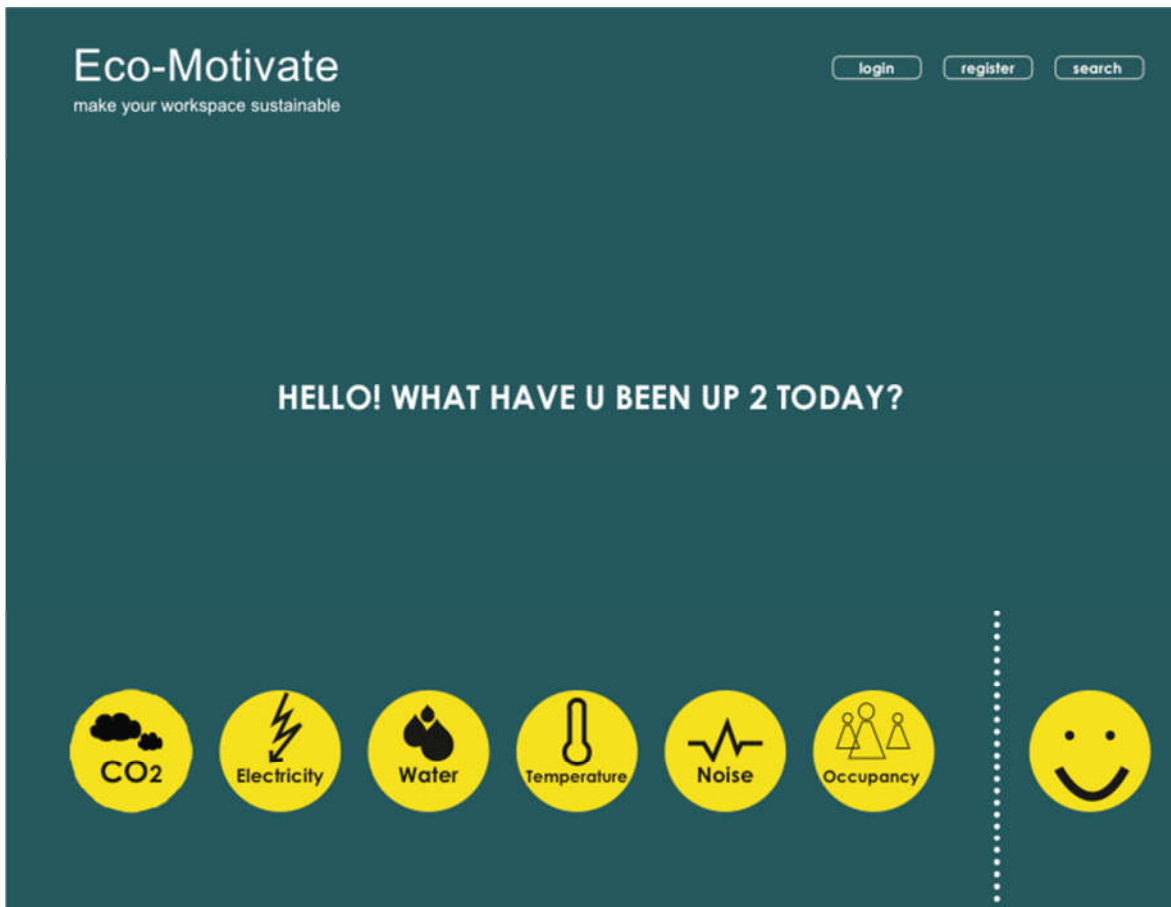 Eco-Motivate
make your workspace sustainable
login register search
HELLO! WHAT HAVE U BEEN UP 2 TODAY?
CO2 Electricity Water Temperature Noise Occupancy